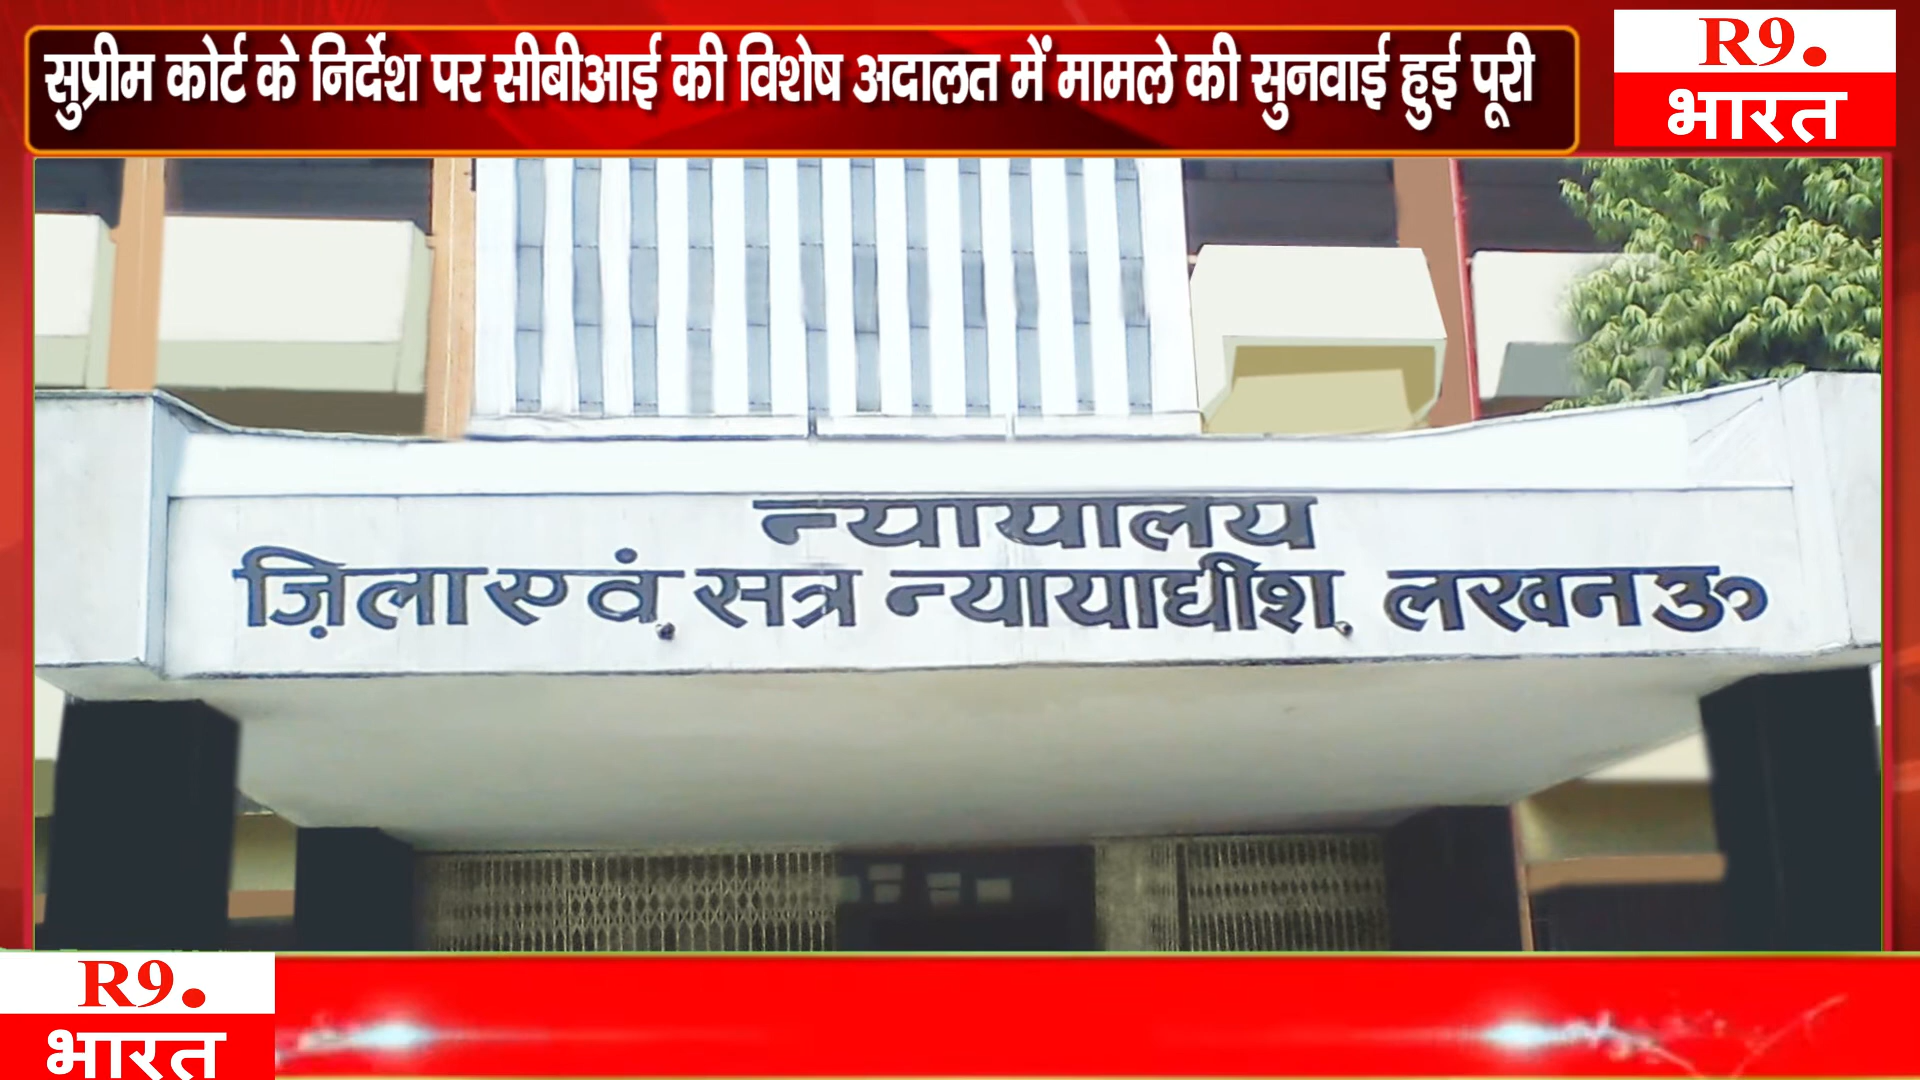 सुप्रीम कोर्ट के निर्देश पर सीबीआई की विशेष अदालत में मामले की सुनवाई हुई पूरी
R9.
भारत
न्यायालय
ज़िला एवं सत्र न्यायाधीश, लखनऊ
R9.
भारत